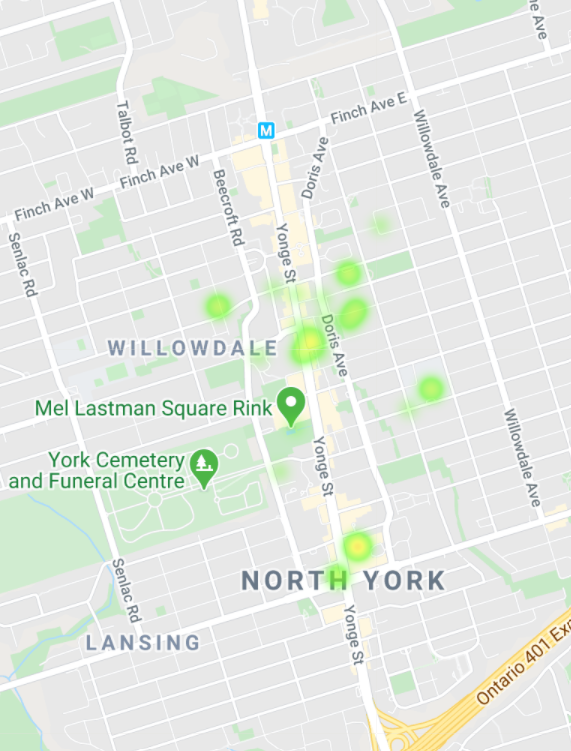 ne Ave
Finch Ave E
M
Talbot Rd
Willowdale Ave
Doris Ave
Finch Ave W
Finch Ave W
Beecroft Rd
Senlac Rd
Yonge St
Doris Ave
WILLOWDALE
Mel Lastman Square Rink
Yonge St
Willowdale Ave
York Cemetery
and Funeral Centre
NORTH YORK
Senlac Rd
LANSING
Yonge St
Ontario 401 Exp